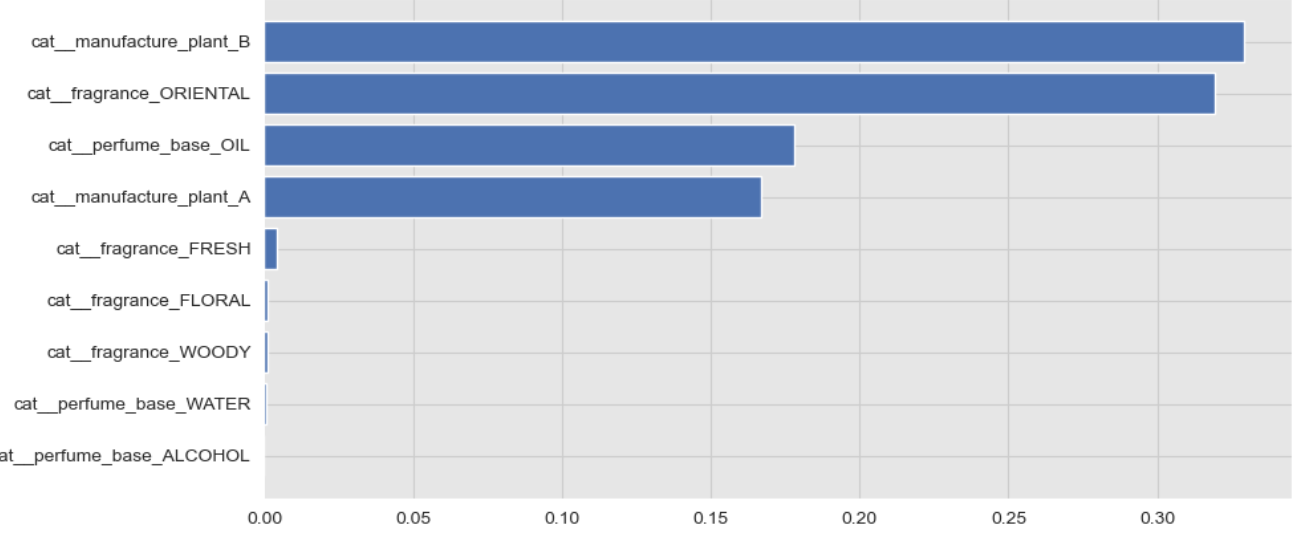 cat__manufacture_plant_B
cat__fragrance_ORIENTAL
cat__perfume_base_OIL
cat__manufacture_plant_A
cat__fragrance_FRESH
cat__fragrance_FLORAL
cat__fragrance_WOODY
cat__perfume_base_WATER
at__perfume_base_ALCOHOL
0.00 0.05 0.10 0.15 0.20 0.25 0.30